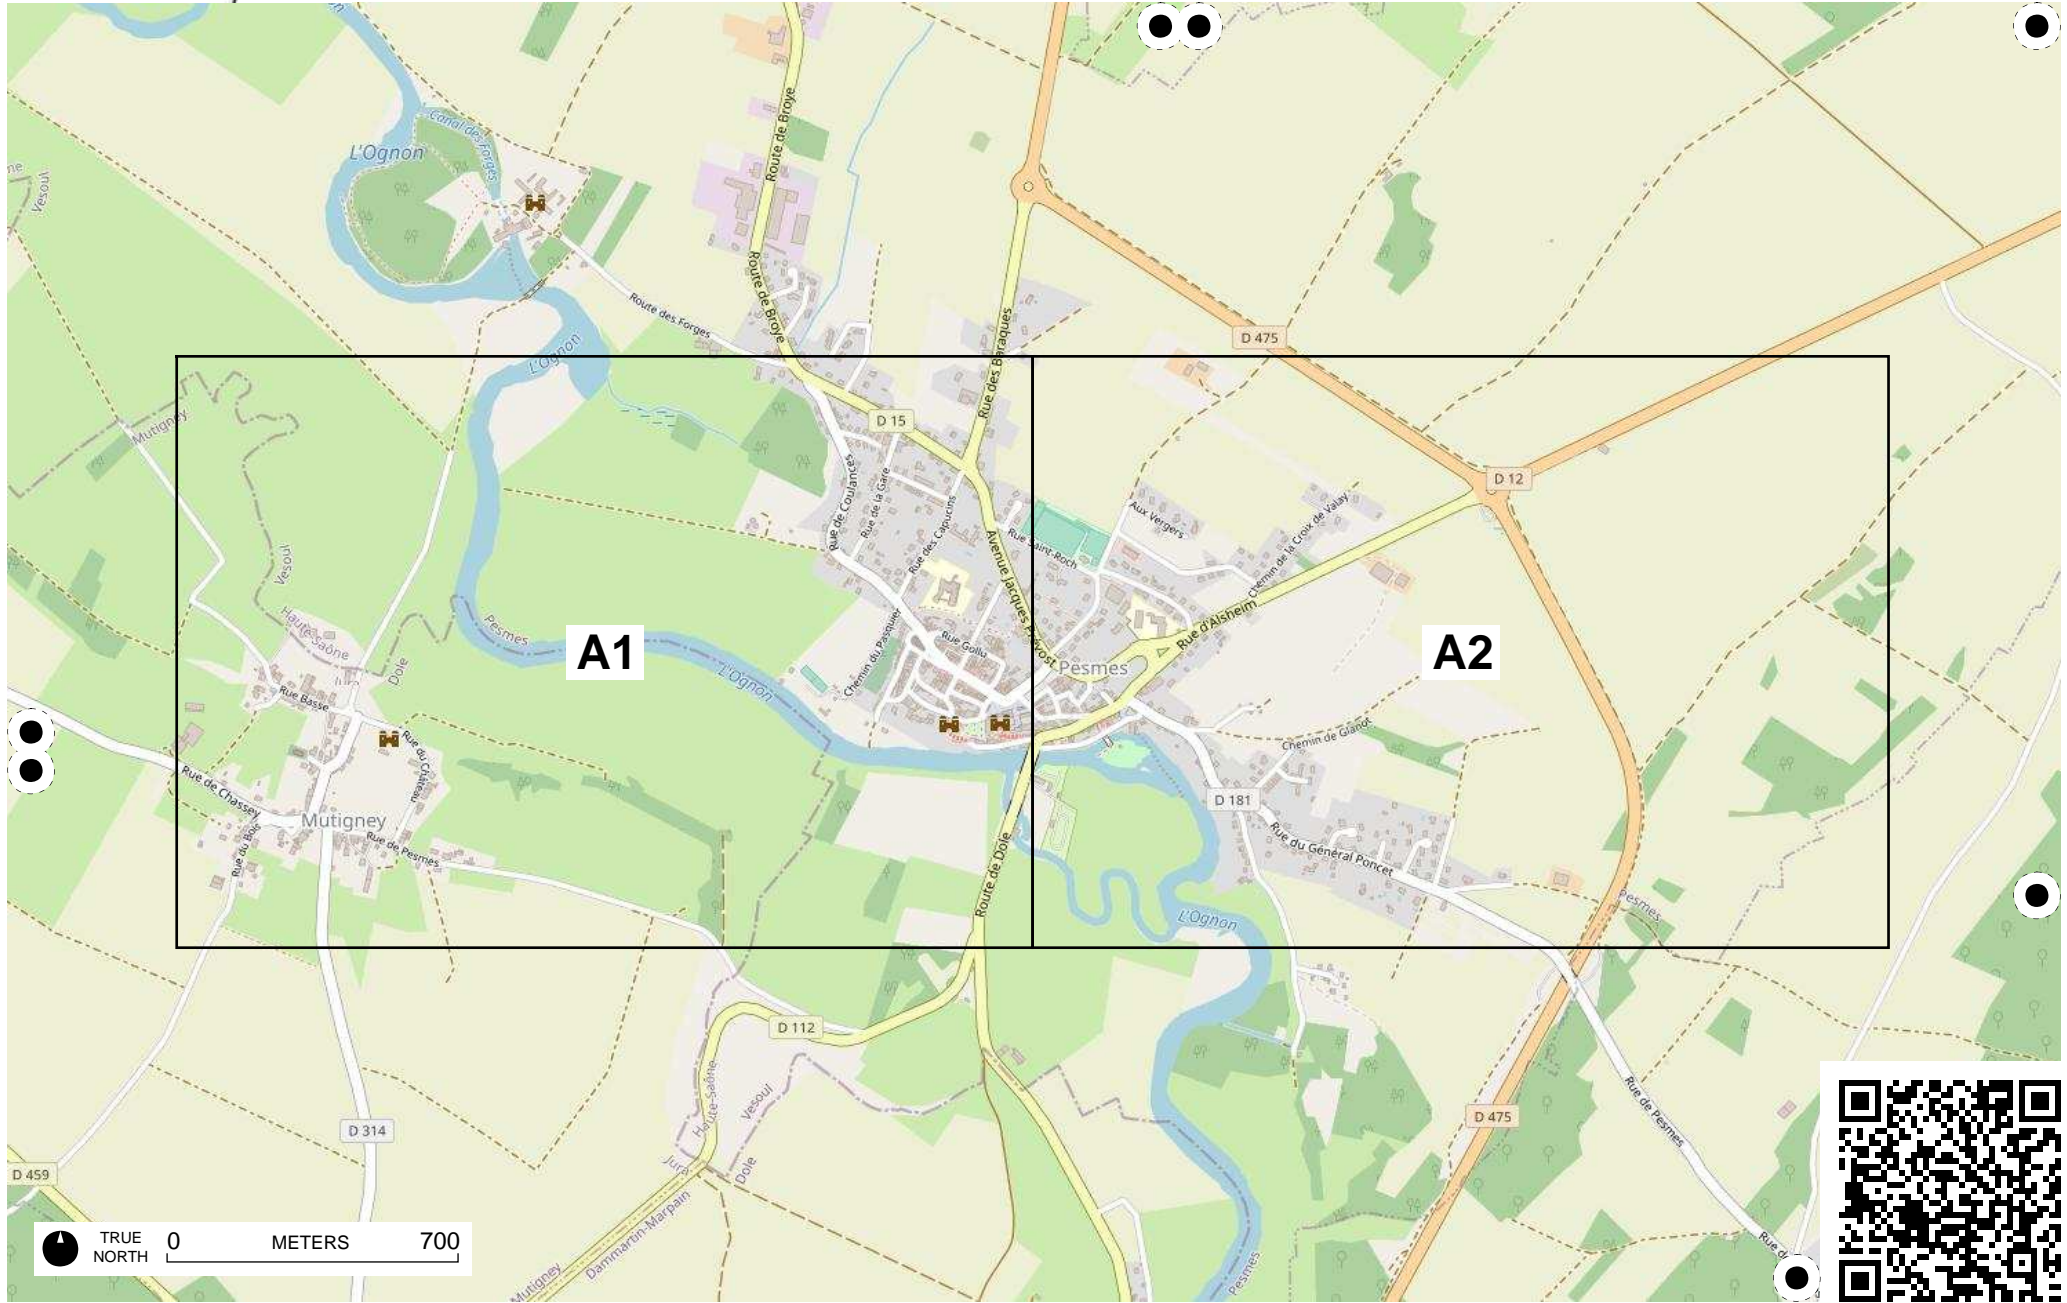 L'Ognon
Canal des Forges
Vesoul
Route de Broye
Route de Broye
Route des Forges
L'Ognon
Rue des Baraques
D 475
Mutigney
D 15
D 12
Rue de Coulances
Rue de la Gare
Rue des Capucins
Avenue Jacques Prévost
Rue Saint-Roch
Aux Vergers
Chemin de la Croix de Valay
Vesoul
Haute-Saône
Jura
Dole
Pesmes
A1
Chemin du Pasquier
Rue Gollu
Pesmes
Rue d'Alsheim
A2
L'Ognon
Rue Basse
Rue du Château
Chemin de Glanot
Rue de Chassey
Mutigney
Rue du Bois
Rue de Pesmes
D 181
Rue du Général Poncet
Route de Dole
L'Ognon
Pesmes
D 112
Haute-Saône
Vesoul
Jura
Dole
D 314
D 459
D 475
Rue de Pesmes
Mutigney
Dammartin-Marpain
Pesmes
TRUE
NORTH
0 METERS 700